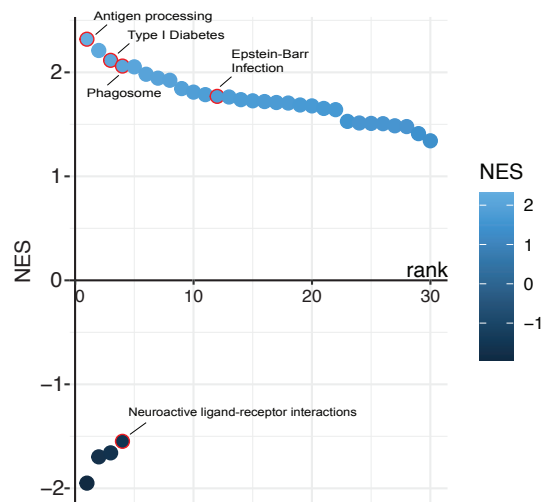 Antigen processing
Type I Diabetes
Epstein-Barr
Infection
Phagosome
2
1
0
−1
−2
NES
rank
0
10
20
30
Neuroactive ligand-receptor interactions
NES
2
1
0
−1